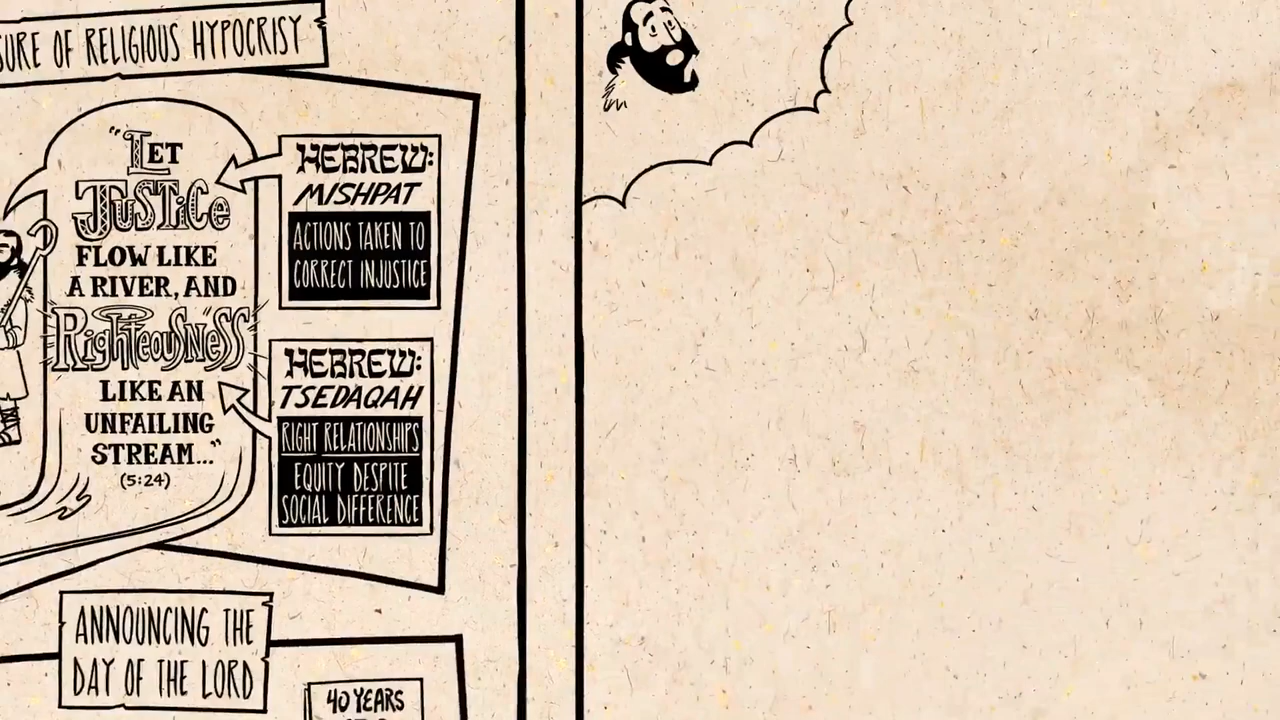 OF RELIGIOUS HYPOCRISY
"LET
JUSTICE
FLOW LIKE
A RIVER, AND
RIGHTEOUSNESS
LIKE AN
UNFAILING
STREAM..."
(5:24)
HEBREW:
MISHPAT
ACTIONS TAKEN TO
CORRECT INJUSTICE
HEBREW:
TSEDAQAH
RIGHT RELATIONSHIPS
EQUITY DESPITE
SOCIAL DIFFERENCE
ANNOUNCING THE
DAY OF THE LORD
40 YEARS